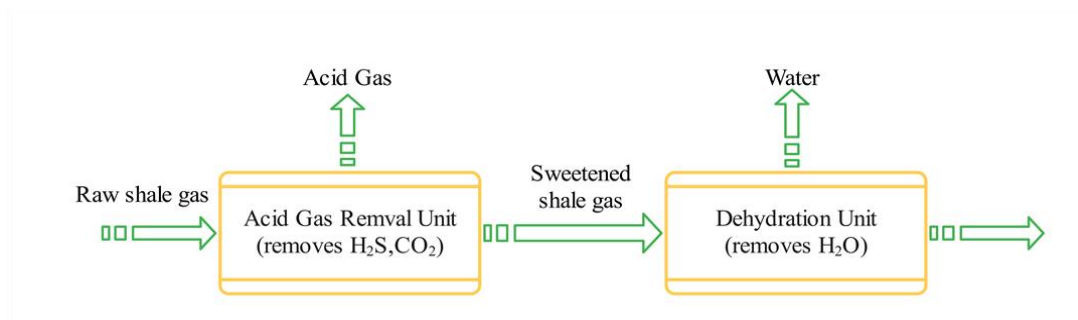 Acid Gas
Water
Raw shale gas
Acid Gas Remval Unit
(removes H₂S,CO₂)
Sweetened
shale gas
Dehydration Unit
(removes H₂O)